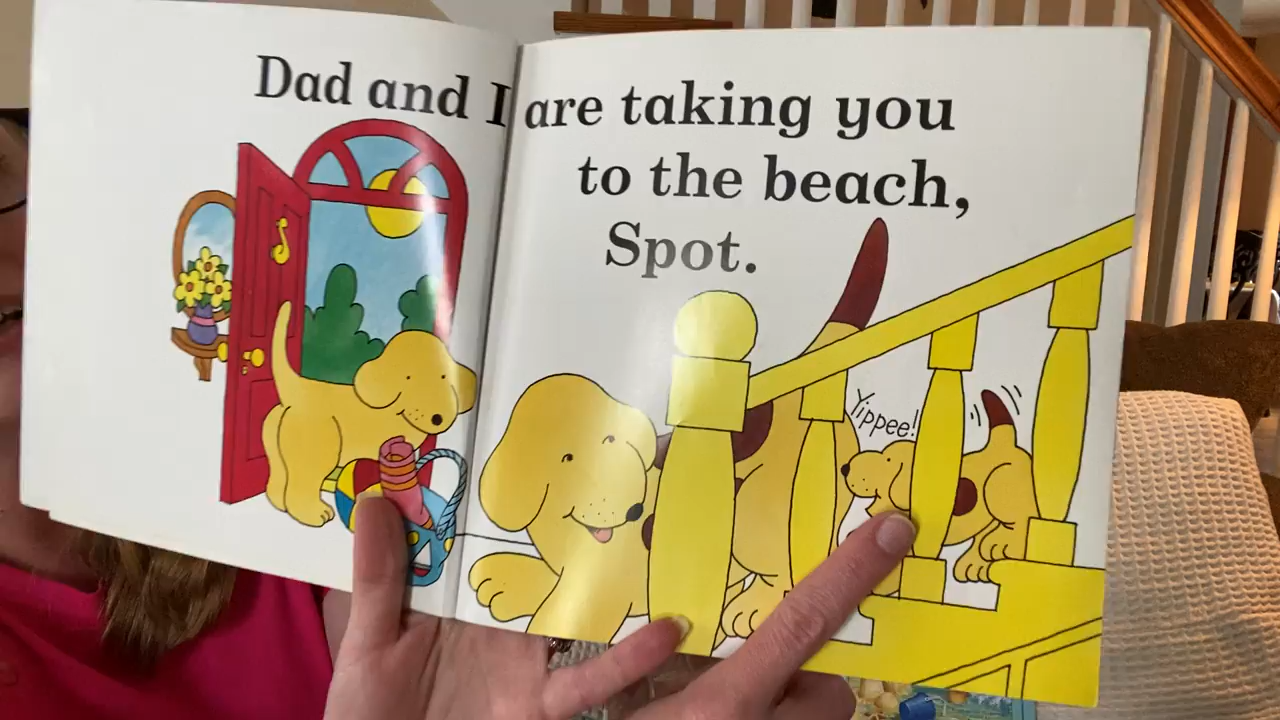 Dad and I are taking you
to the beach,
Spot.
Yippee!